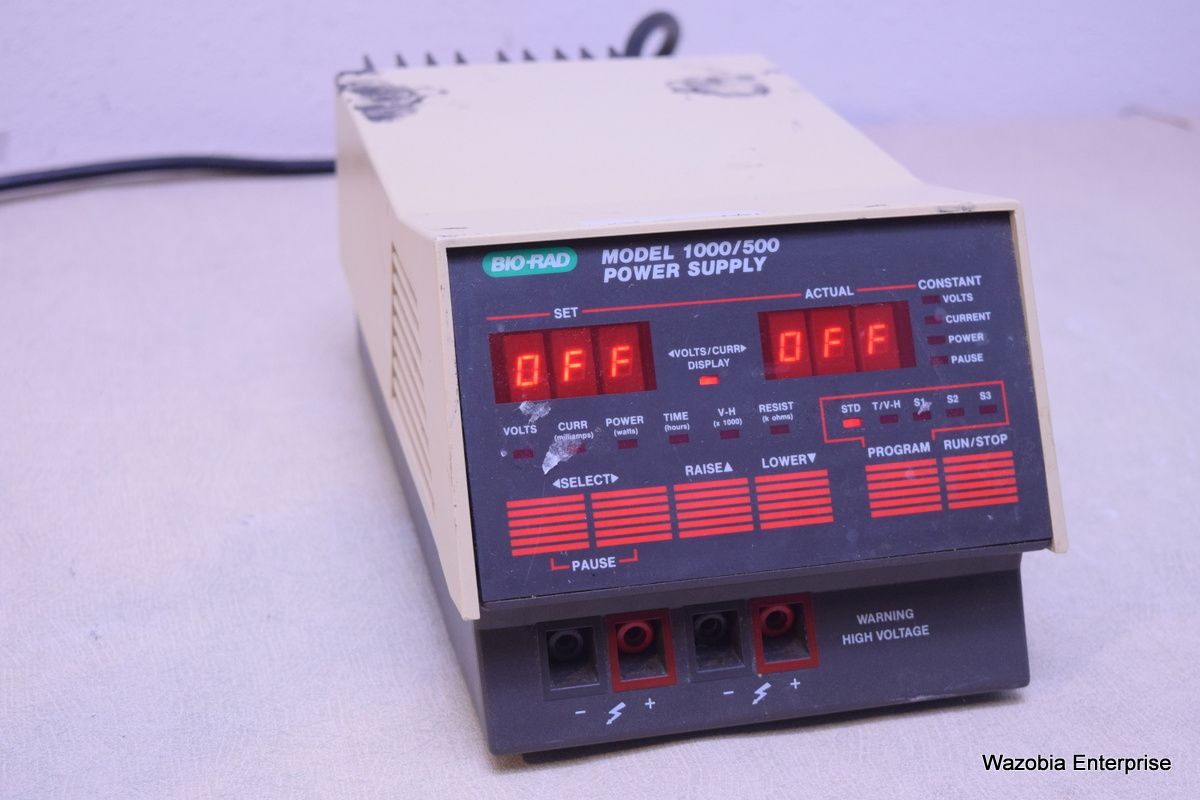 BIO-RAD
MODEL 1000/500
POWER SUPPLY
SET
ACTUAL
CONSTANT
VOLTS
CURRENT
POWER
PAUSE
OFF
OFF
◀VOLTS/CURR▶
DISPLAY
VOLTS
CURR
(milliamps)
POWER
(watts)
TIME
(hours)
V-H
(x 1000)
RESIST
(k ohms)
STD T/V-H S1 S2 S3
◀SELECT▶
RAISE▲
LOWER▼
PROGRAM
RUN/STOP
PAUSE
WARNING
HIGH VOLTAGE
- +
- +
Wazobia Enterprise